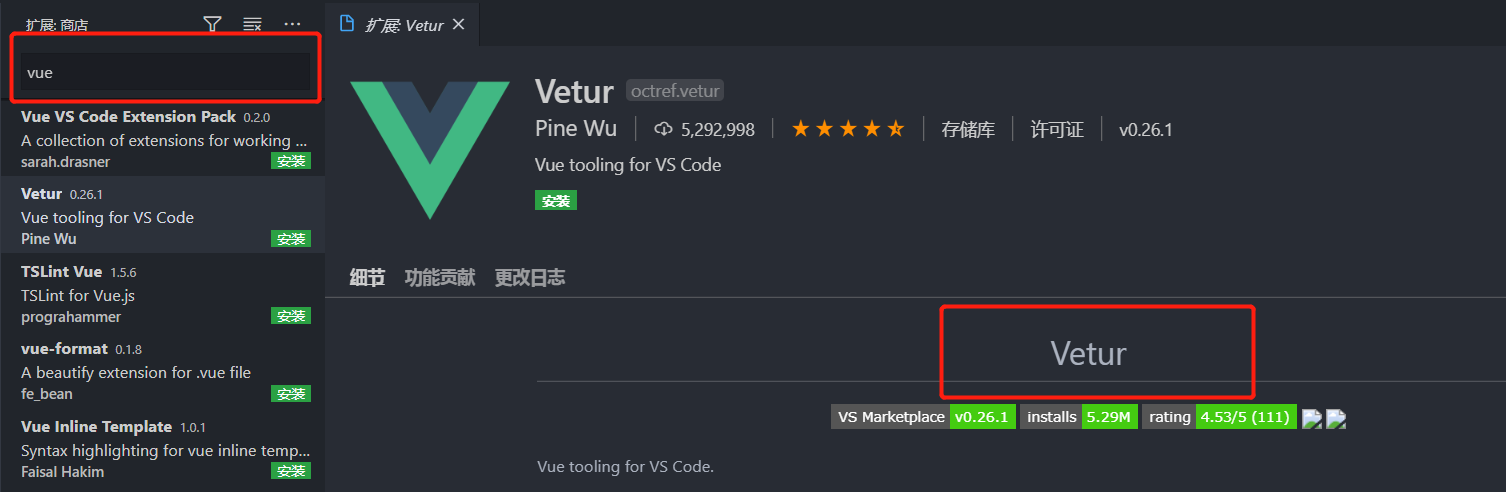 扩展: 商店
vue
Vue VS Code Extension Pack 0.2.0
A collection of extensions for working ...
sarah.drasner 安装
Vetur 0.26.1
Vue tooling for VS Code
Pine Wu 安装
TSLint Vue 1.5.6
TSLint for Vue.js
prograhammer 安装
vue-format 0.1.8
A beautify extension for .vue file
fe_bean 安装
Vue Inline Template 1.0.1
Syntax highlighting for vue inline temp...
Faisal Hakim 安装
扩展: Vetur
Vetur octref.vetur
Pine Wu 5,292,998 存储库 许可证 v0.26.1
Vue tooling for VS Code
安装
细节 功能贡献 更改日志
Vetur
VS Marketplace v0.26.1 installs 5.29M rating 4.53/5 (111)
Vue tooling for VS Code.